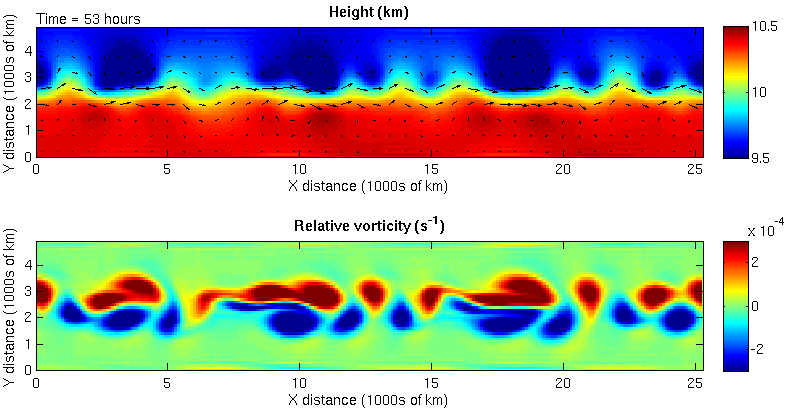 Height (km)
Time = 53 hours
Y distance (1000s of km)
4
3
2
1
0
0 5 10 15 20 25
X distance (1000s of km)
10.5
10
9.5
Relative vorticity (s⁻¹)
Y distance (1000s of km)
4
3
2
1
0
0 5 10 15 20 25
X distance (1000s of km)
x 10⁻⁴
2
0
-2